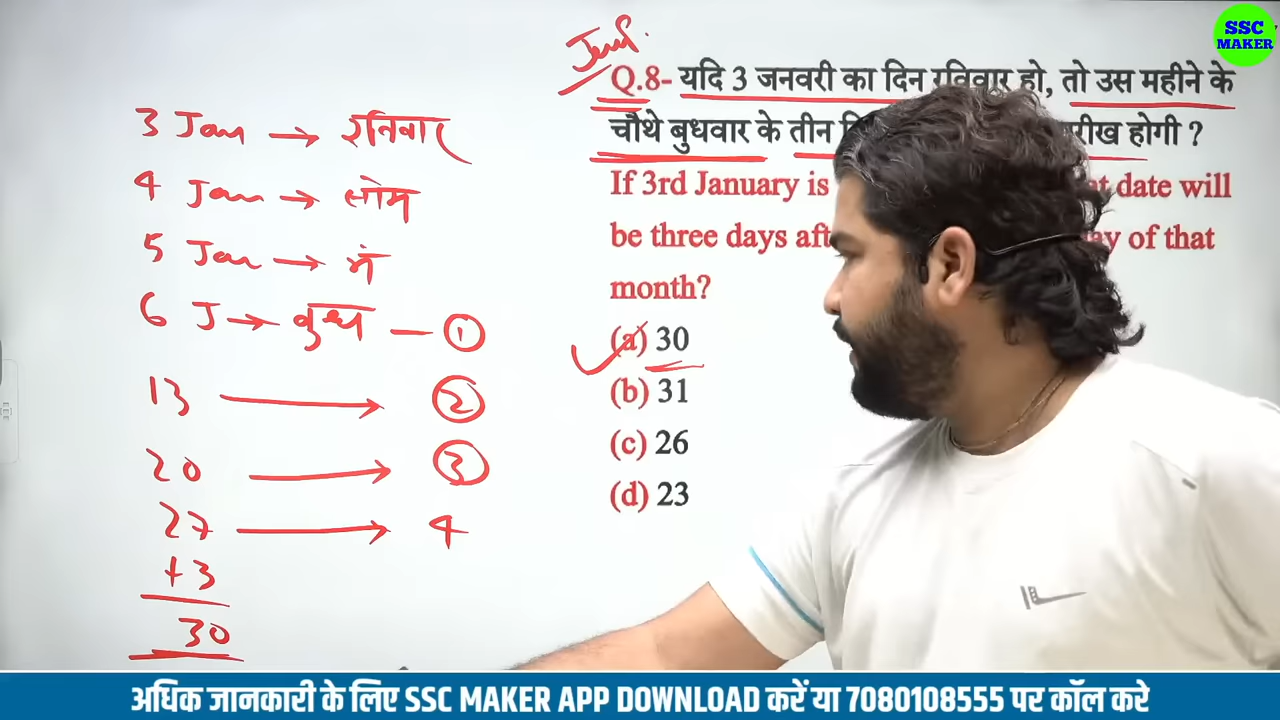 SSC
MAKER
Q.8- यदि 3 जनवरी का दिन रविवार हो, तो उस महीने के
चौथे बुधवार के तीन रीख होगी ?
If 3rd January is date will
be three days of that
month?
(a) 30
(b) 31
(c) 26
(d) 23
3 Jan → रविवार
4 Jan → सोम
5 Jan → मं
6 J → बुध — ①
13 → ②
20 → ③
27 → 4
+3
30
अधिक जानकारी के लिए SSC MAKER APP DOWNLOAD करें या 7080108555 पर कॉल करे